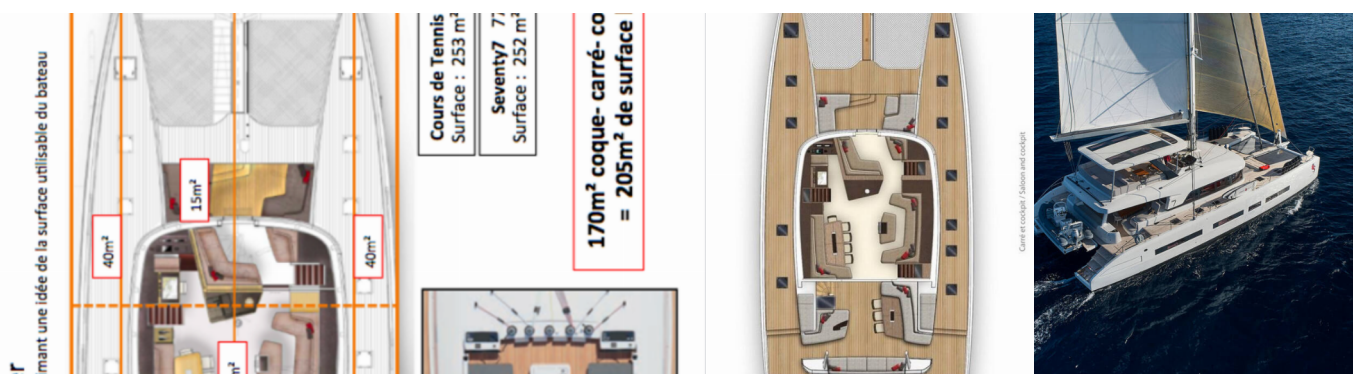 mant une idée de la surface utilisable du bateau
40m²
15m²
40m²
m²
Cours de Tennis
Surface : 253 m²
Seventy7
Surface : 252 m²
170m² coque- carré- co
= 205m² de surface
Carré et cockpit / Saloon and cockpit